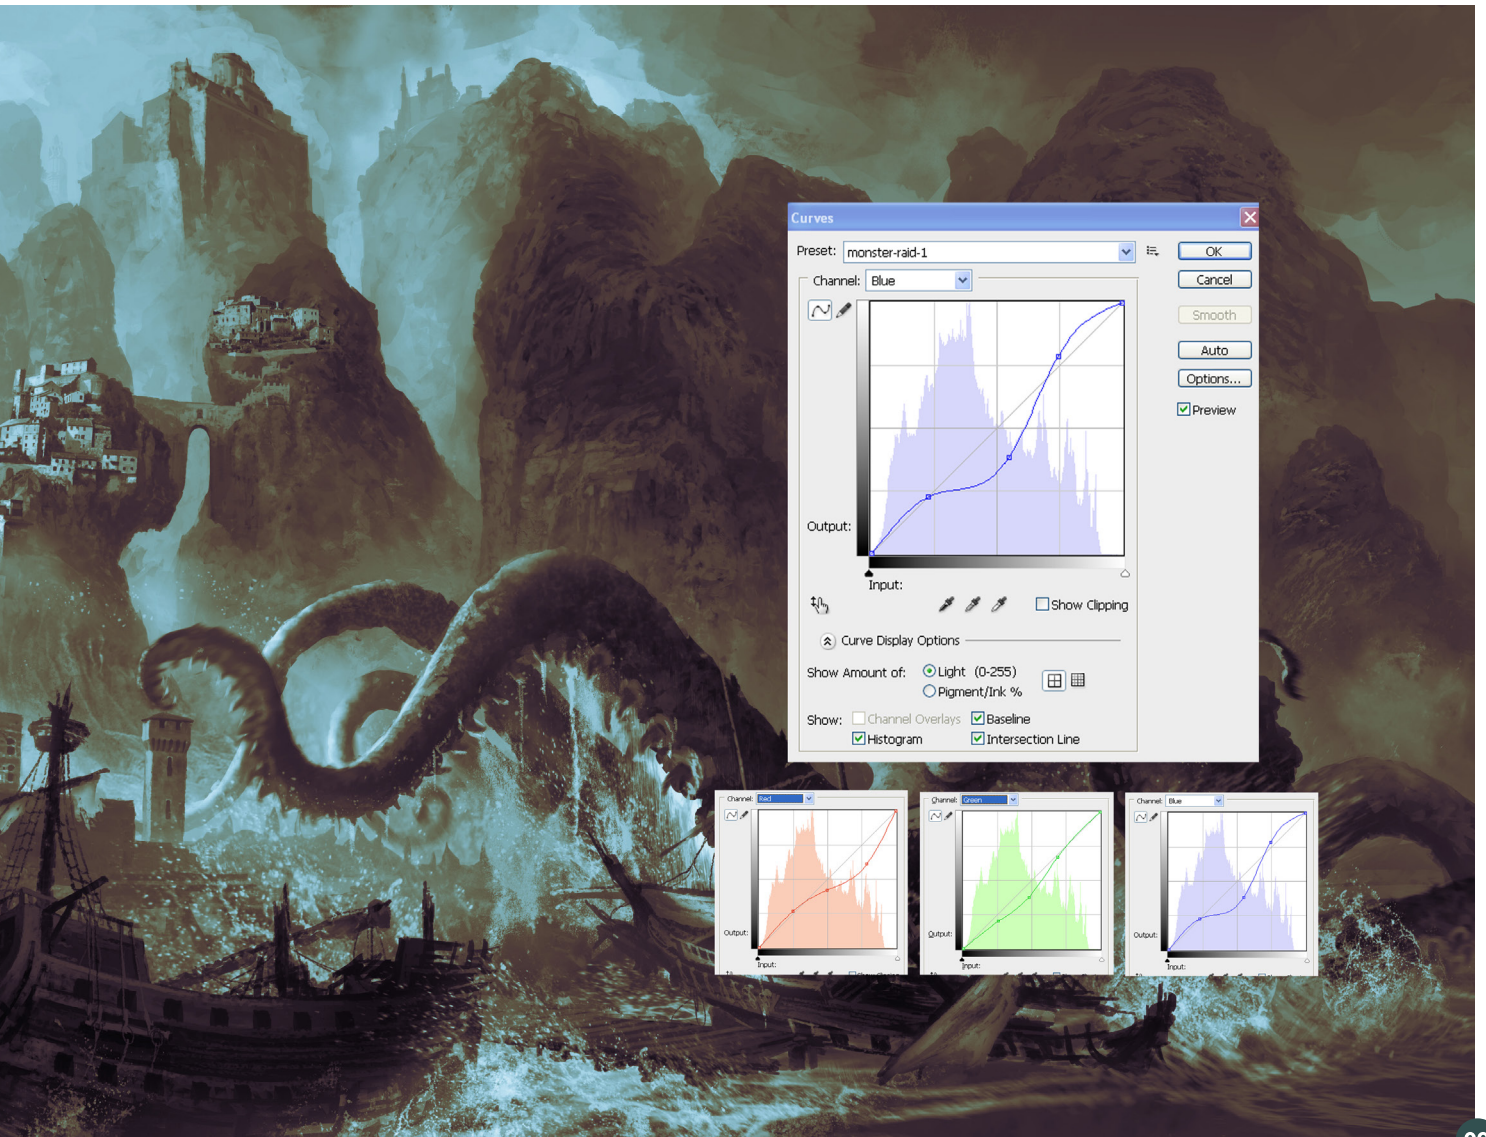 Curves
Preset: monster-raid-1
OK
Channel: Blue
Cancel
Smooth
Auto
Options...
Preview
Output:
Input:
Show Clipping
Curve Display Options
Show Amount of: Light (0-255)
Pigment/Ink %
Show: Channel Overlays Baseline
Histogram Intersection Line
Channel: Red
Output:
Input:
Channel: Green
Output:
Input:
Channel: Blue
Output:
Input: